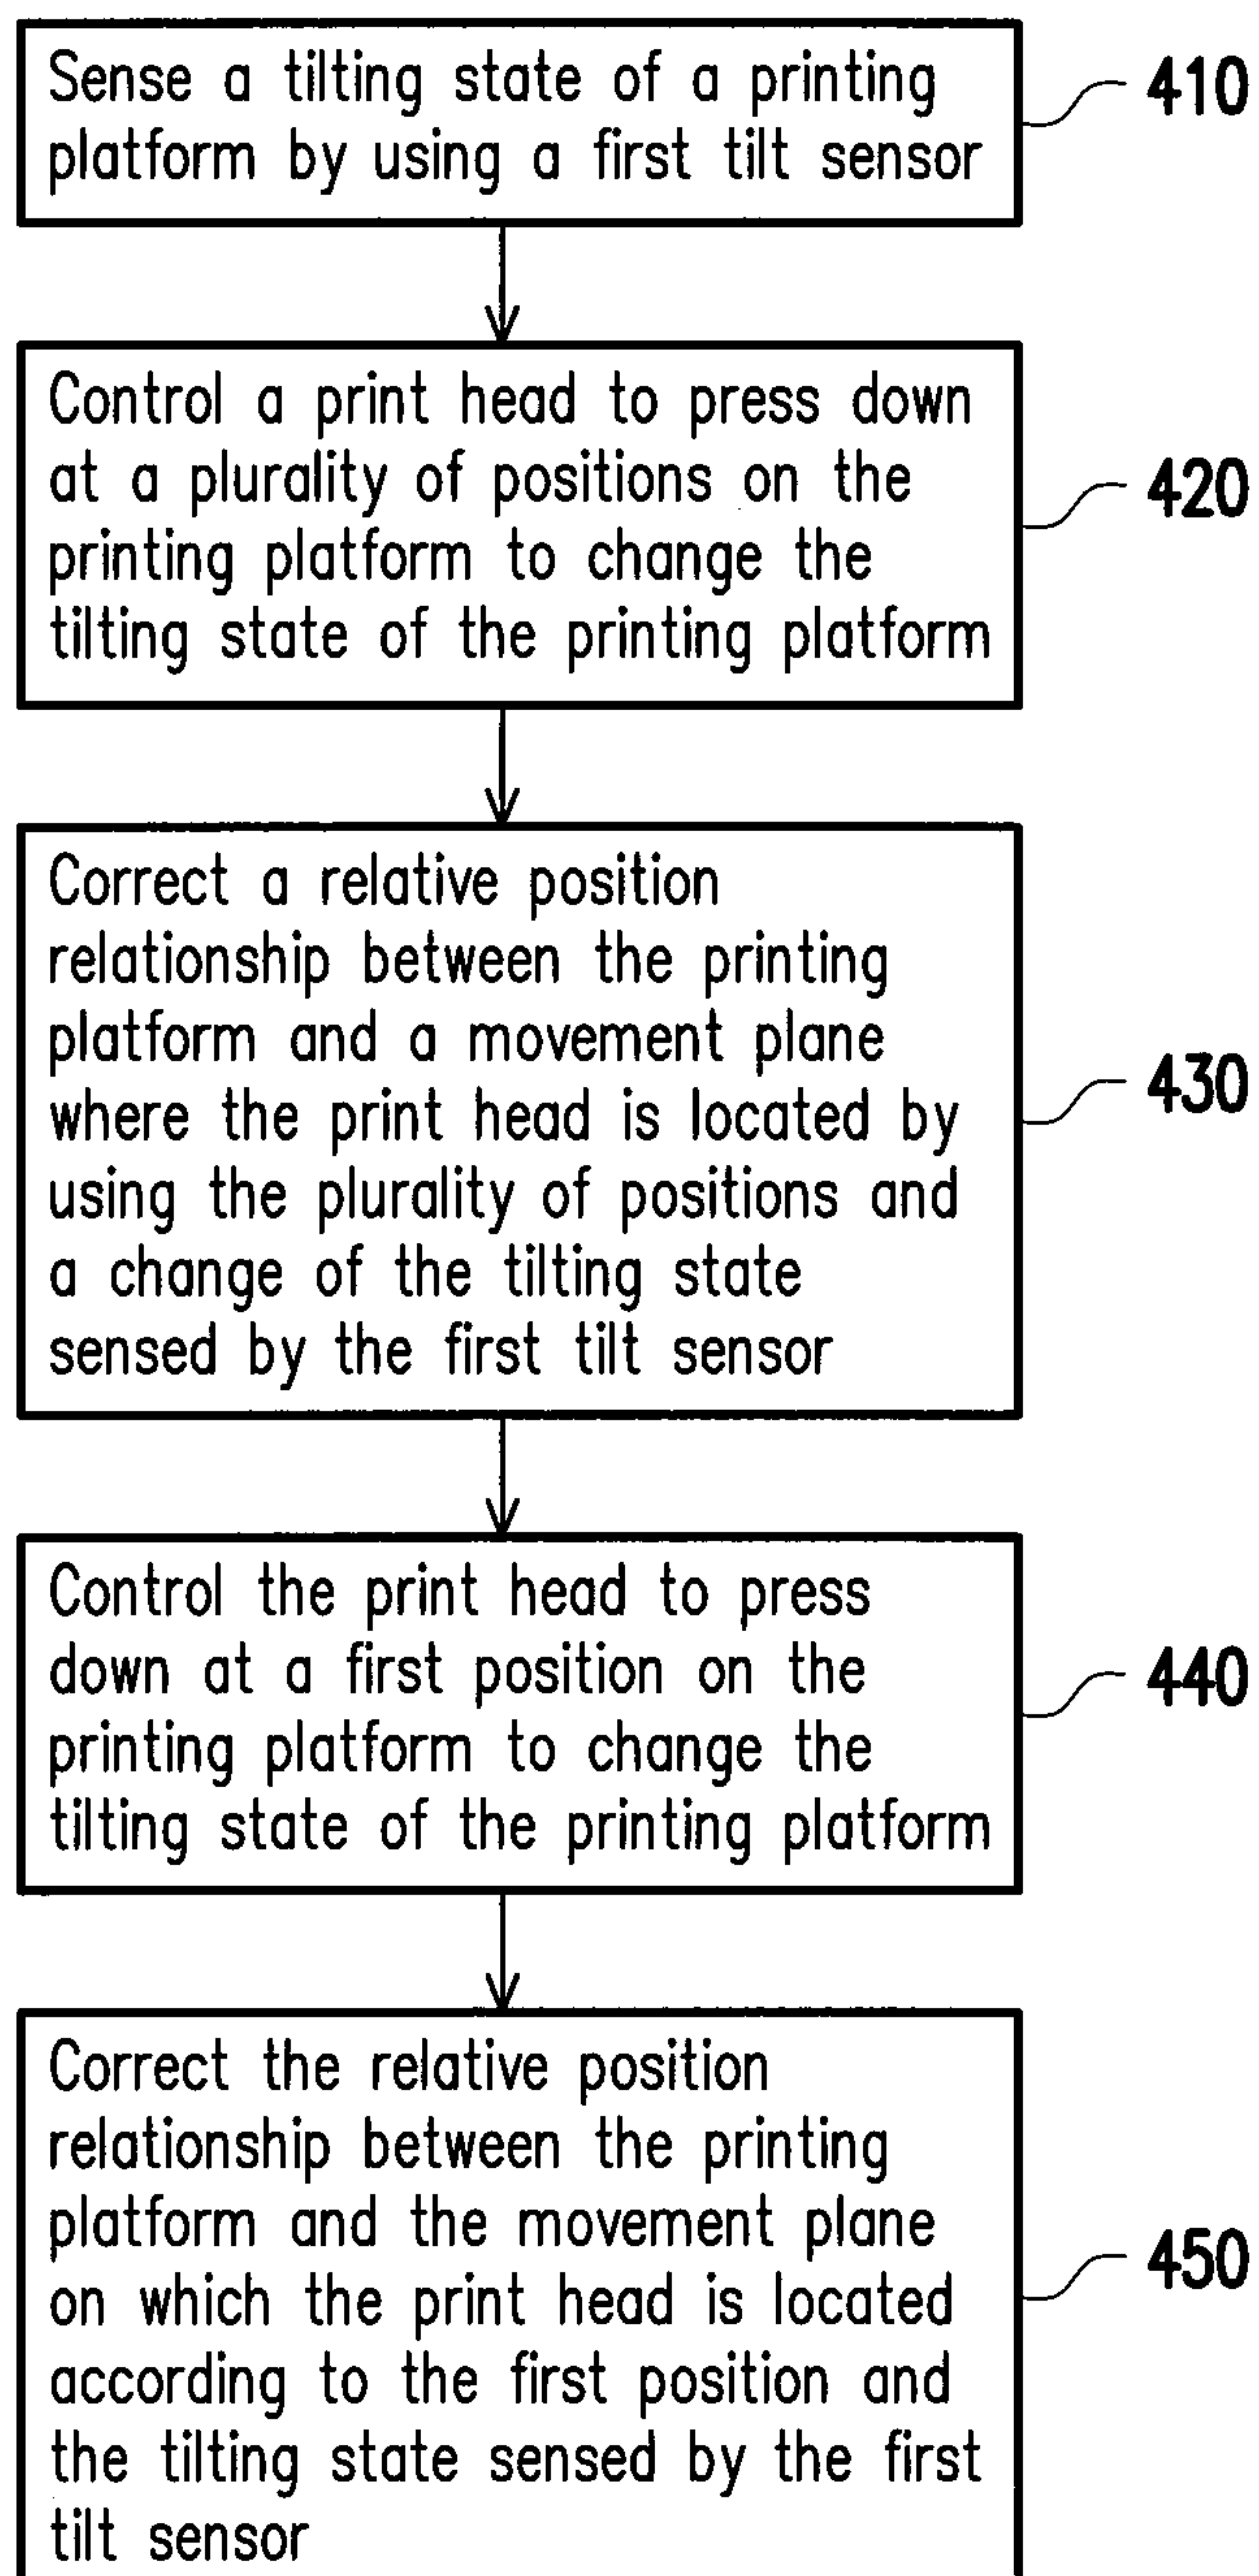 Sense a tilting state of a printing
platform by using a first tilt sensor
410
Control a print head to press down
at a plurality of positions on the
printing platform to change the
tilting state of the printing platform
420
Correct a relative position
relationship between the printing
platform and a movement plane
where the print head is located by
using the plurality of positions and
a change of the tilting state
sensed by the first tilt sensor
430
Control the print head to press
down at a first position on the
printing platform to change the
tilting state of the printing platform
440
Correct the relative position
relationship between the printing
platform and the movement plane
on which the print head is located
according to the first position and
the tilting state sensed by the first
tilt sensor
450